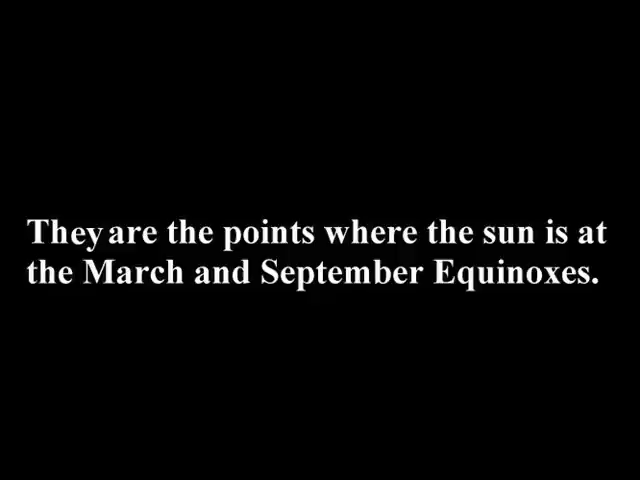 They are the points where the sun is at
the March and September Equinoxes.